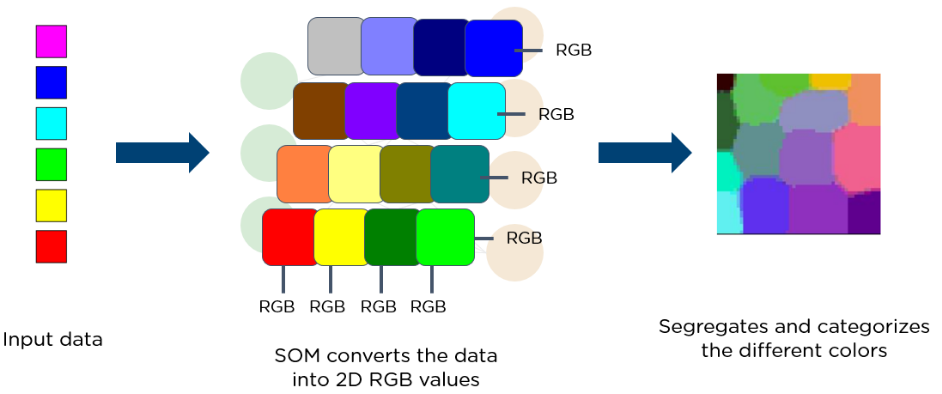 RGB
RGB
RGB
RGB
RGB RGB RGB RGB
Input data
SOM converts the data
into 2D RGB values
Segregates and categorizes
the different colors